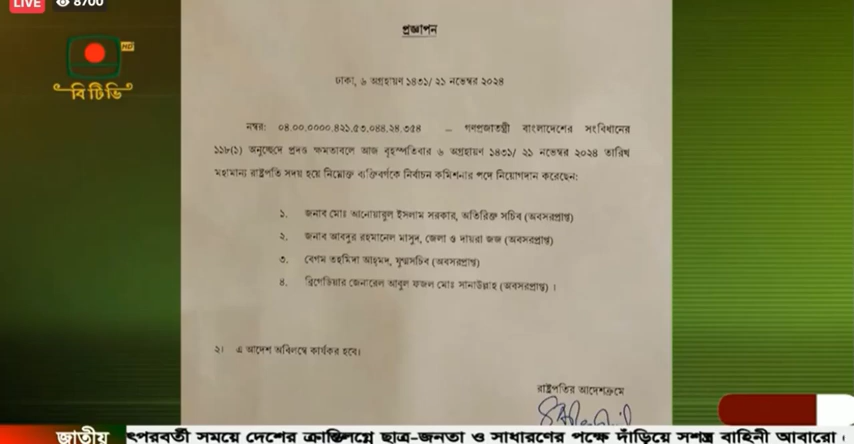 LIVE 8700
প্রজ্ঞাপন
HD
বিটিভি
ঢাকা, ৬ অগ্রহায়ণ ১৪৩১/ ২১ নভেম্বর ২০২৪
নম্বর: ০৪.০০.০০০০.৪২১.৫৩.০৪৪.২৪.৩৫৪ – গণপ্রজাতন্ত্রী বাংলাদেশের সংবিধানের
১১৮(১) অনুচ্ছেদে প্রদত্ত ক্ষমতাবলে আজ বৃহস্পতিবার ৬ অগ্রহায়ণ ১৪৩১/ ২১ নভেম্বর ২০২৪ তারিখ
মহামান্য রাষ্ট্রপতি সদয় হয়ে নিম্নোক্ত ব্যক্তিবর্গকে নির্বাচন কমিশনার পদে নিয়োগদান করেছেন:
১. জনাব মোঃ আনোয়ারুল ইসলাম সরকার, অতিরিক্ত সচিব (অবসরপ্রাপ্ত)
২. জনাব আবদুর রহমানেল মাসুদ, জেলা ও দায়রা জজ (অবসরপ্রাপ্ত)
৩. বেগম তহমিদা আহ্‌মদ, যুগ্মসচিব (অবসরপ্রাপ্ত)
৪. ব্রিগেডিয়ার জেনারেল আবুল ফজল মোঃ সানাউল্লাহ (অবসরপ্রাপ্ত) ।
২। এ আদেশ অবিলম্বে কার্যকর হবে।
রাষ্ট্রপতির আদেশক্রমে
জাতীয় ৎপরবর্তী সময়ে দেশের ক্রান্তিলগ্নে ছাত্র-জনতা ও সাধারণের পক্ষে দাঁড়িয়ে সশস্ত্র বাহিনী আবারো